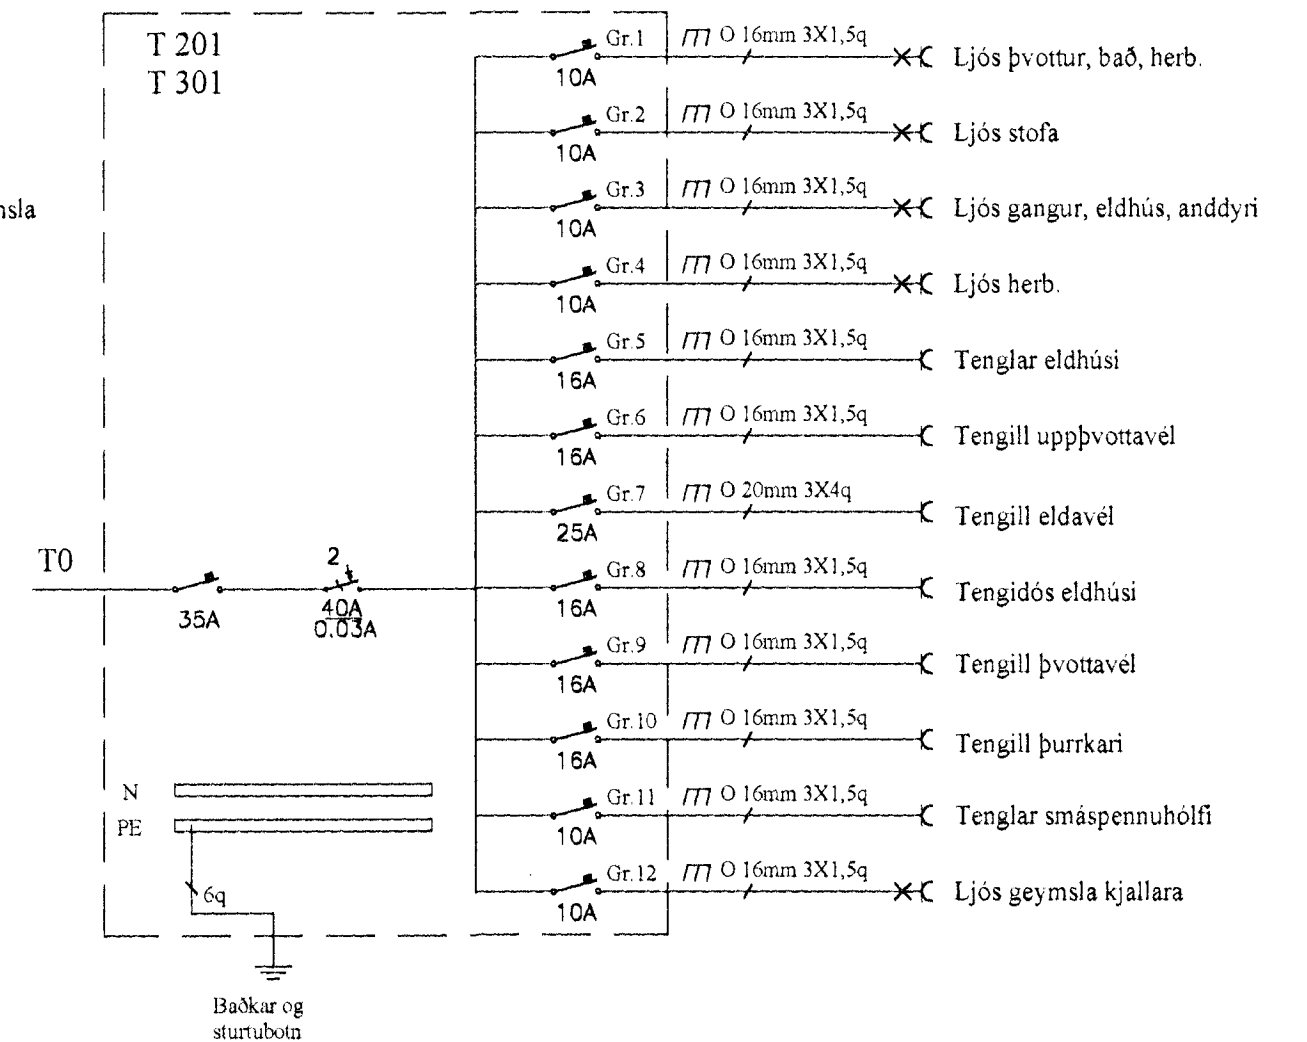 T 201
T 301
Gr.1 O 16mm 3X1,5q
10A
Ljós þvottur, bað, herb.
Gr.2 O 16mm 3X1,5q
10A
Ljós stofa
Gr.3 O 16mm 3X1,5q
10A
Ljós gangur, eldhús, anddyri
Gr.4 O 16mm 3X1,5q
10A
Ljós herb.
Gr.5 O 16mm 3X1,5q
16A
Tenglar eldhúsi
Gr.6 O 16mm 3X1,5q
16A
Tengill uppþvottavél
Gr.7 O 20mm 3X4q
25A
Tengill eldavél
Gr.8 O 16mm 3X1,5q
16A
Tengidós eldhúsi
Gr.9 O 16mm 3X1,5q
16A
Tengill þvottavél
Gr.10 O 16mm 3X1,5q
16A
Tengill þurrkari
Gr.11 O 16mm 3X1,5q
10A
Tenglar smáspennuhólfi
Gr.12 O 16mm 3X1,5q
10A
Ljós geymsla kjallara
T0
35A
2
40A
0.03A
N
PE
6q
Baðkar og
sturtubotn